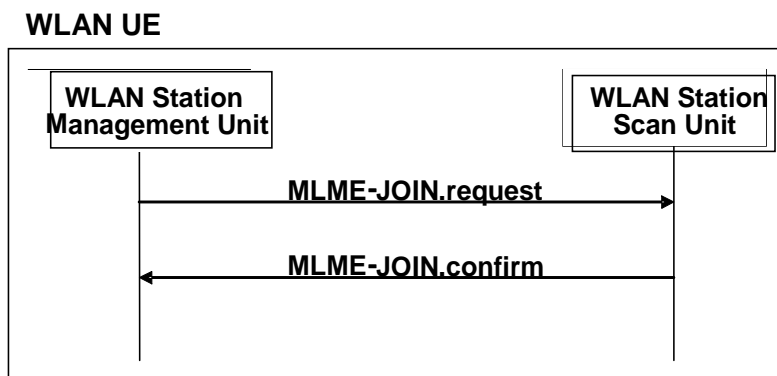 WLAN UE
WLAN Station
Management Unit
WLAN Station
Scan Unit
MLME-JOIN.request
MLME-JOIN.confirm